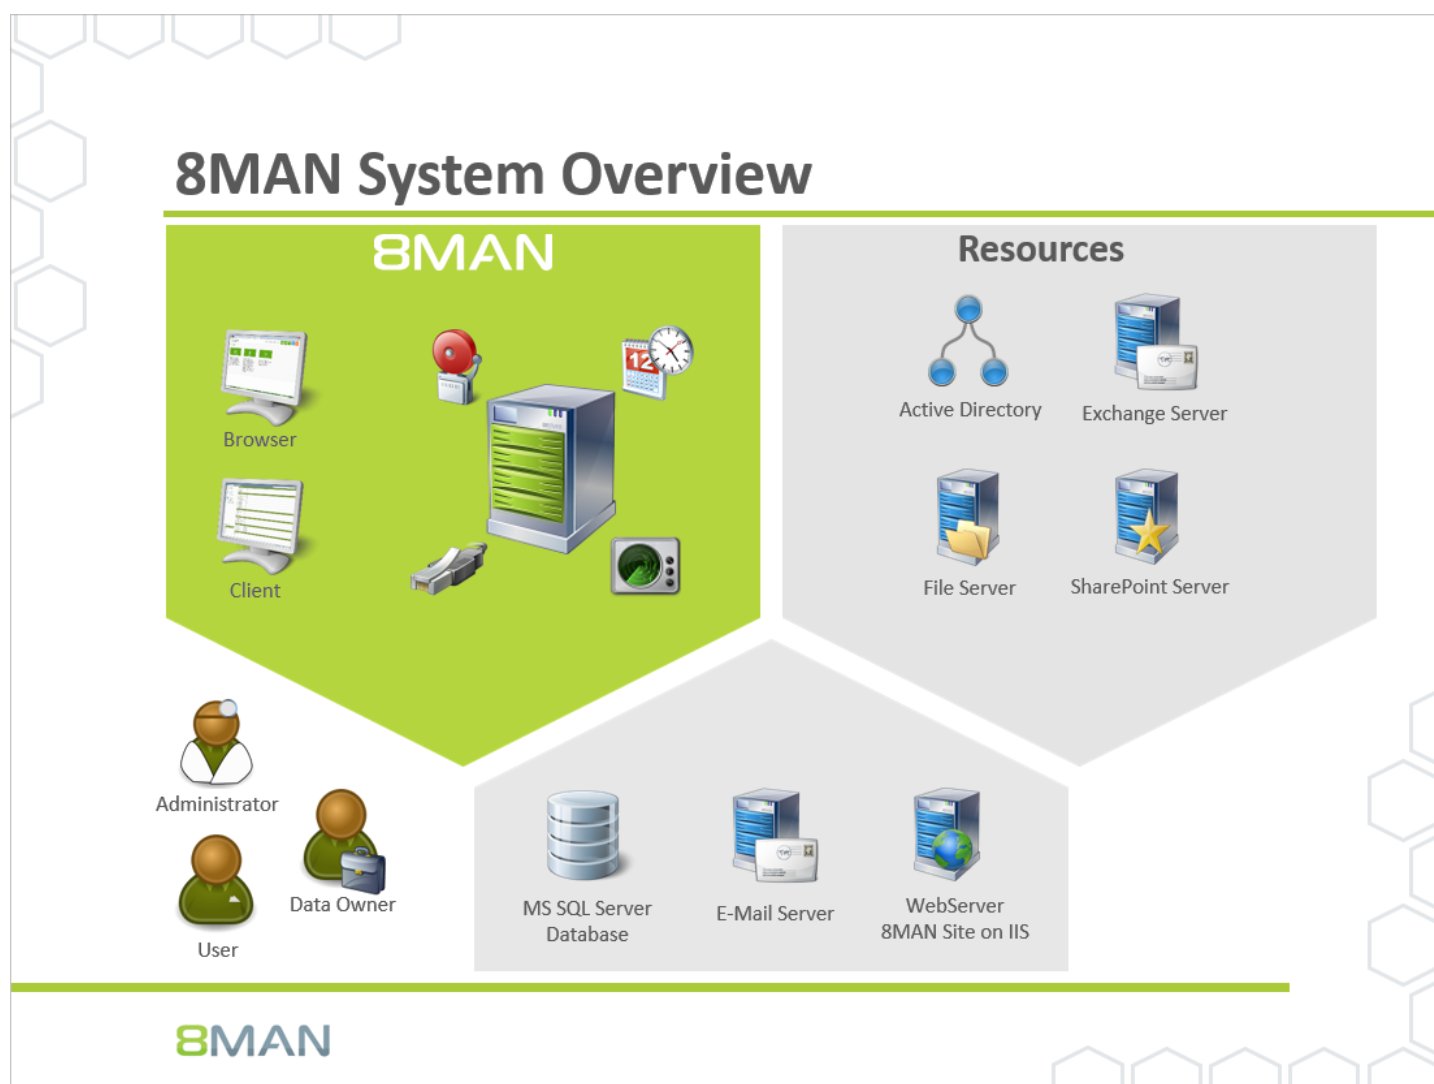 8MAN System Overview
8MAN
Browser
Client
12
Resources
Active Directory
Exchange Server
File Server
SharePoint Server
Administrator
Data Owner
User
MS SQL Server
Database
E-Mail Server
WebServer
8MAN Site on IIS
8MAN